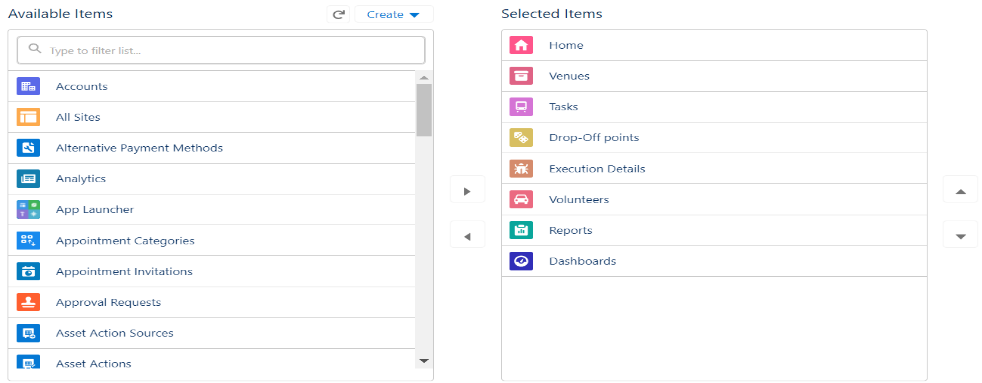 Available Items
Create
Type to filter list...
Accounts
All Sites
Alternative Payment Methods
Analytics
App Launcher
Appointment Categories
Appointment Invitations
Approval Requests
Asset Action Sources
Asset Actions
Selected Items
Home
Venues
Tasks
Drop-Off points
Execution Details
Volunteers
Reports
Dashboards